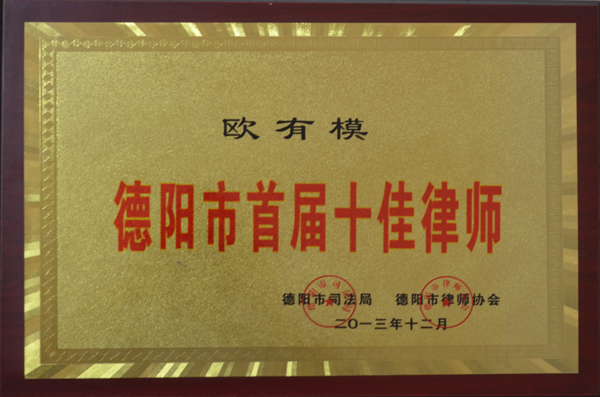 欧有模
德阳市首届十佳律师
德阳市司法局 德阳市律师协会
二〇一三年十二月